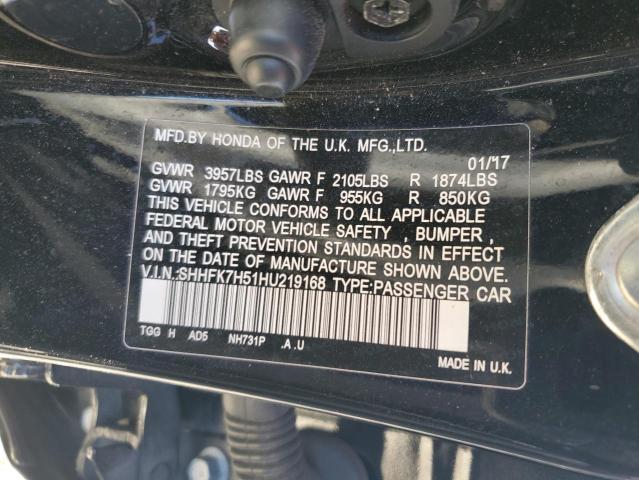 MFD.BY HONDA OF THE U.K. MFG.,LTD.
01/17
GVWR 3957LBS GAWR F 2105LBS R 1874LBS
GVWR 1795KG GAWR F 955KG R 850KG
THIS VEHICLE CONFORMS TO ALL APPLICABLE
FEDERAL MOTOR VEHICLE SAFETY , BUMPER ,
AND THEFT PREVENTION STANDARDS IN EFFECT
ON THE DATE OF MANUFACTURE SHOWN ABOVE.
V.I.N.:SHHFK7H51HU219168 TYPE:PASSENGER CAR
TGG H AD5 NH731P .A .U
MADE IN U.K.